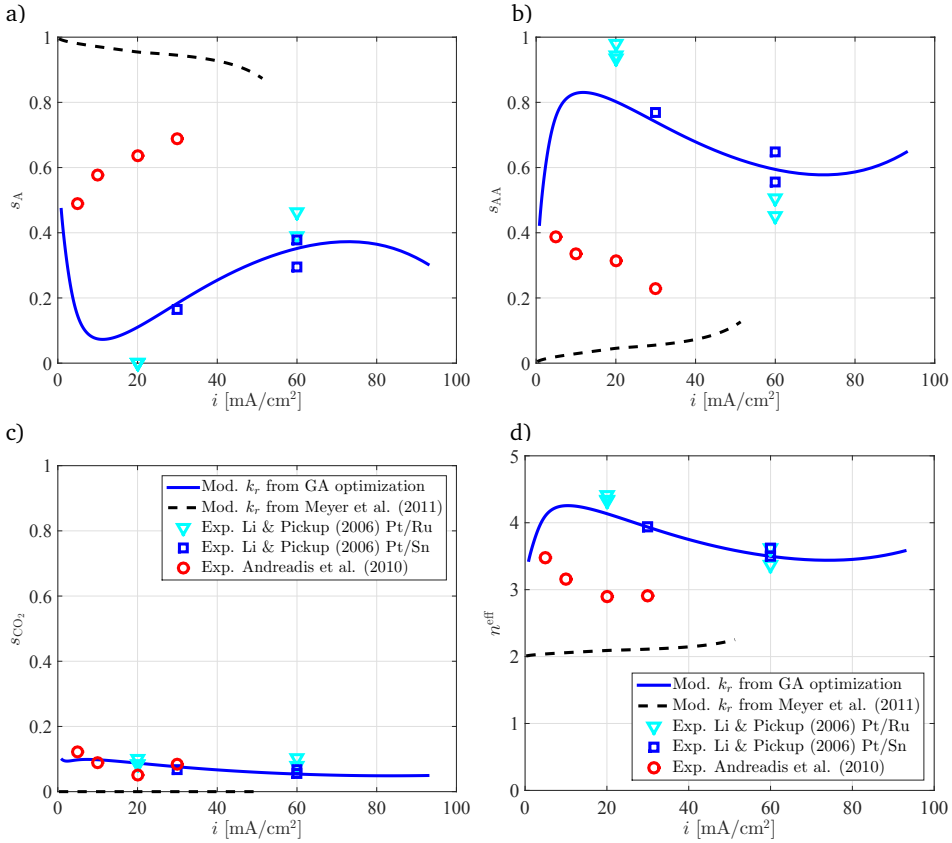 a)
1
0.8
0.6
0.4
0.2
0
s_A
0 20 40 60 80 100
i [mA/cm²]
b)
1
0.8
0.6
0.4
0.2
0
s_AA
0 20 40 60 80 100
i [mA/cm²]
c)
1
0.8
0.6
0.4
0.2
0
s_CO₂
Mod. k_r from GA optimization
Mod. k_r from Meyer et al. (2011)
Exp. Li & Pickup (2006) Pt/Ru
Exp. Li & Pickup (2006) Pt/Sn
Exp. Andreadis et al. (2010)
0 20 40 60 80 100
i [mA/cm²]
d)
5
4
3
2
1
0
n^eff
Mod. k_r from GA optimization
Mod. k_r from Meyer et al. (2011)
Exp. Li & Pickup (2006) Pt/Ru
Exp. Li & Pickup (2006) Pt/Sn
Exp. Andreadis et al. (2010)
0 20 40 60 80 100
i [mA/cm²]